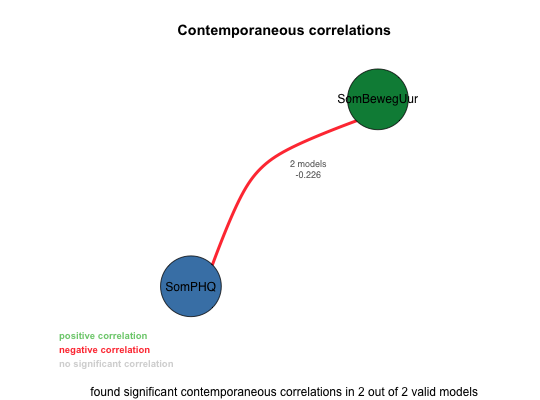 Contemporaneous correlations
SomBewegUur
2 models
-0.226
SomPHQ
positive correlation
negative correlation
no significant correlation
found significant contemporaneous correlations in 2 out of 2 valid models